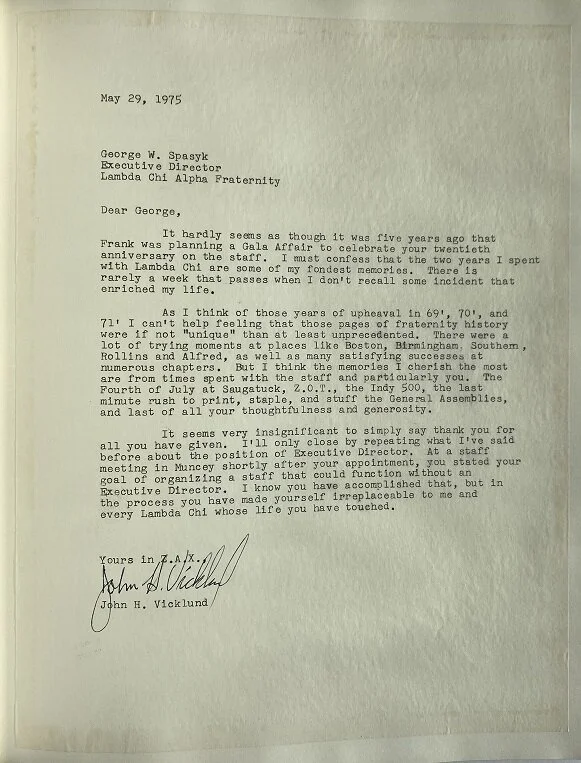 May 29, 1975
George W. Spasyk
Executive Director
Lambda Chi Alpha Fraternity
Dear George,
It hardly seems as though it was five years ago that
Frank was planning a Gala Affair to celebrate your twentieth
anniversary on the staff. I must confess that the two years I spent
with Lambda Chi are some of my fondest memories. There is
rarely a week that passes when I don't recall some incident that
enriched my life.
As I think of those years of upheaval in 69', 70', and
71' I can't help feeling that those pages of fraternity history
were if not "unique" than at least unprecedented. There were a
lot of trying moments at places like Boston, Birmingham. Southern,
Rollins and Alfred, as well as many satisfying successes at
numerous chapters. But I think the memories I cherish the most
are from times spent with the staff and particularly you. The
Fourth of July at Saugatuck, Z.O.T., the Indy 500, the last
minute rush to print, staple, and stuff the General Assemblies,
and last of all your thoughtfulness and generosity.
It seems very insignificant to simply say thank you for
all you have given. I'll only close by repeating what I've said
before about the position of Executive Director. At a staff
meeting in Muncey shortly after your appointment, you stated your
goal of organizing a staff that could function without an
Executive Director. I know you have accomplished that, but in
the process you have made yourself irreplaceable to me and
every Lambda Chi whose life you have touched.
Yours in Z.A.X.,
John H. Vicklund
John H. Vicklund